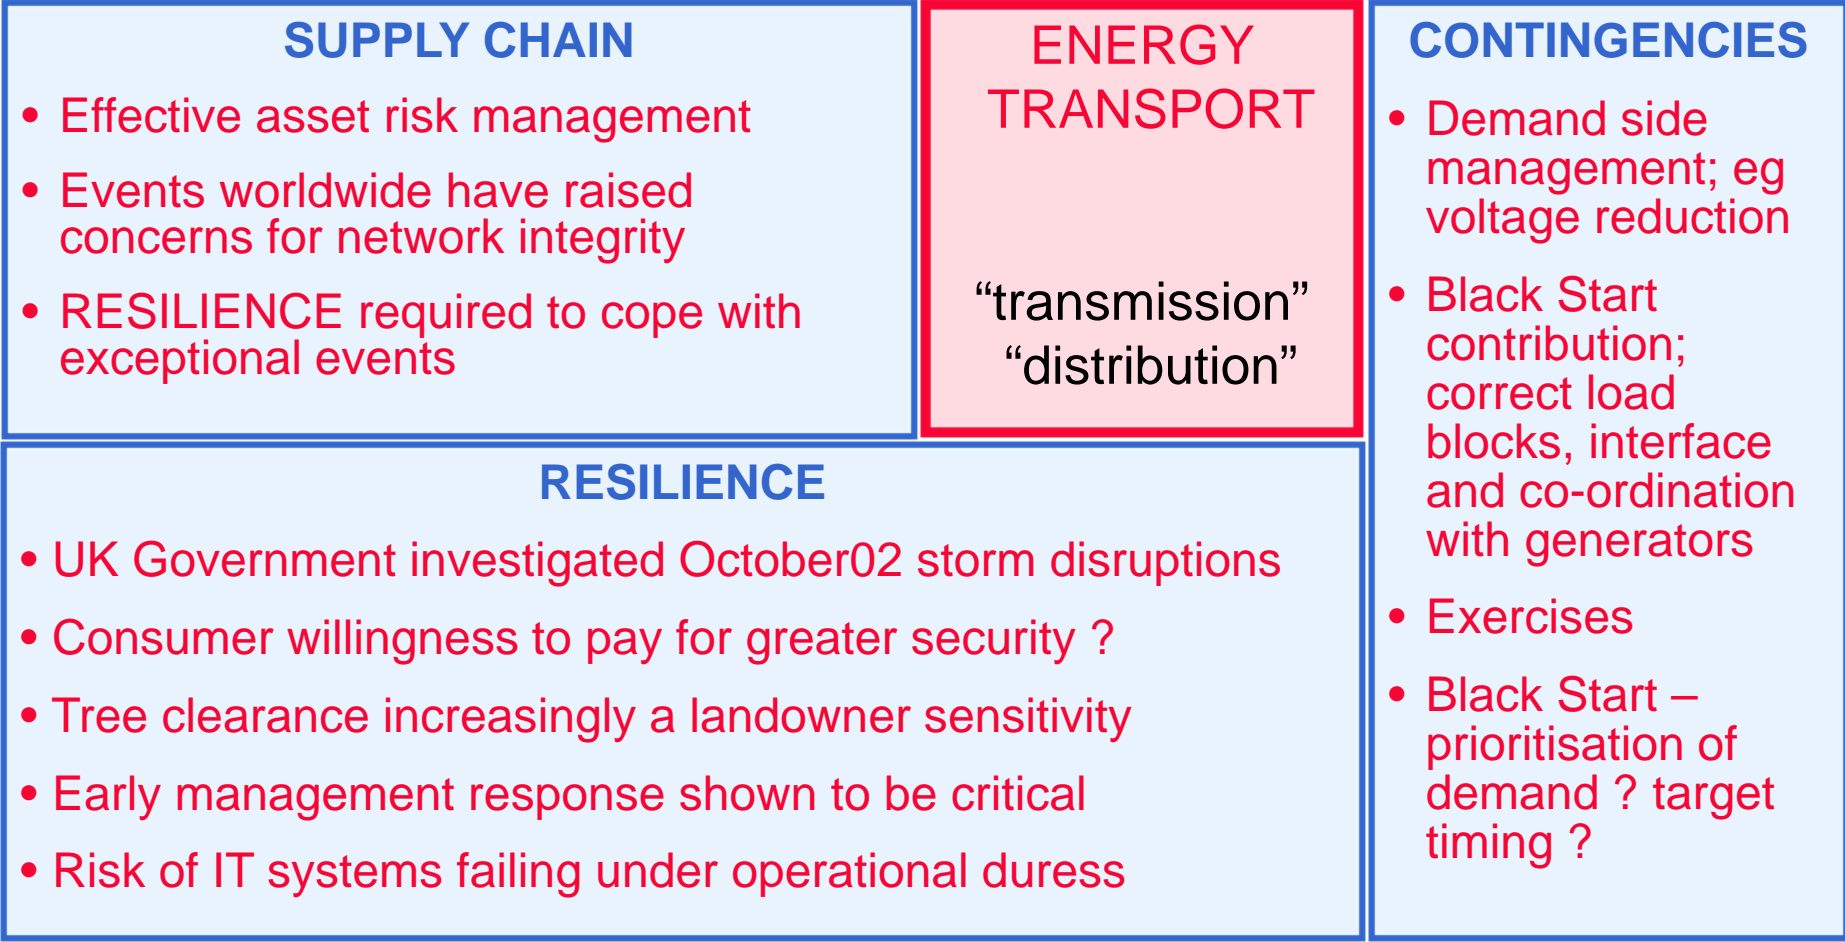 SUPPLY CHAIN
• Effective asset risk management
• Events worldwide have raised
concerns for network integrity
• RESILIENCE required to cope with
exceptional events
ENERGY
TRANSPORT
“transmission”
“distribution”
RESILIENCE
• UK Government investigated October02 storm disruptions
• Consumer willingness to pay for greater security ?
• Tree clearance increasingly a landowner sensitivity
• Early management response shown to be critical
• Risk of IT systems failing under operational duress
CONTINGENCIES
• Demand side
management; eg
voltage reduction
• Black Start
contribution;
correct load
blocks, interface
and co-ordination
with generators
• Exercises
• Black Start –
prioritisation of
demand ? target
timing ?